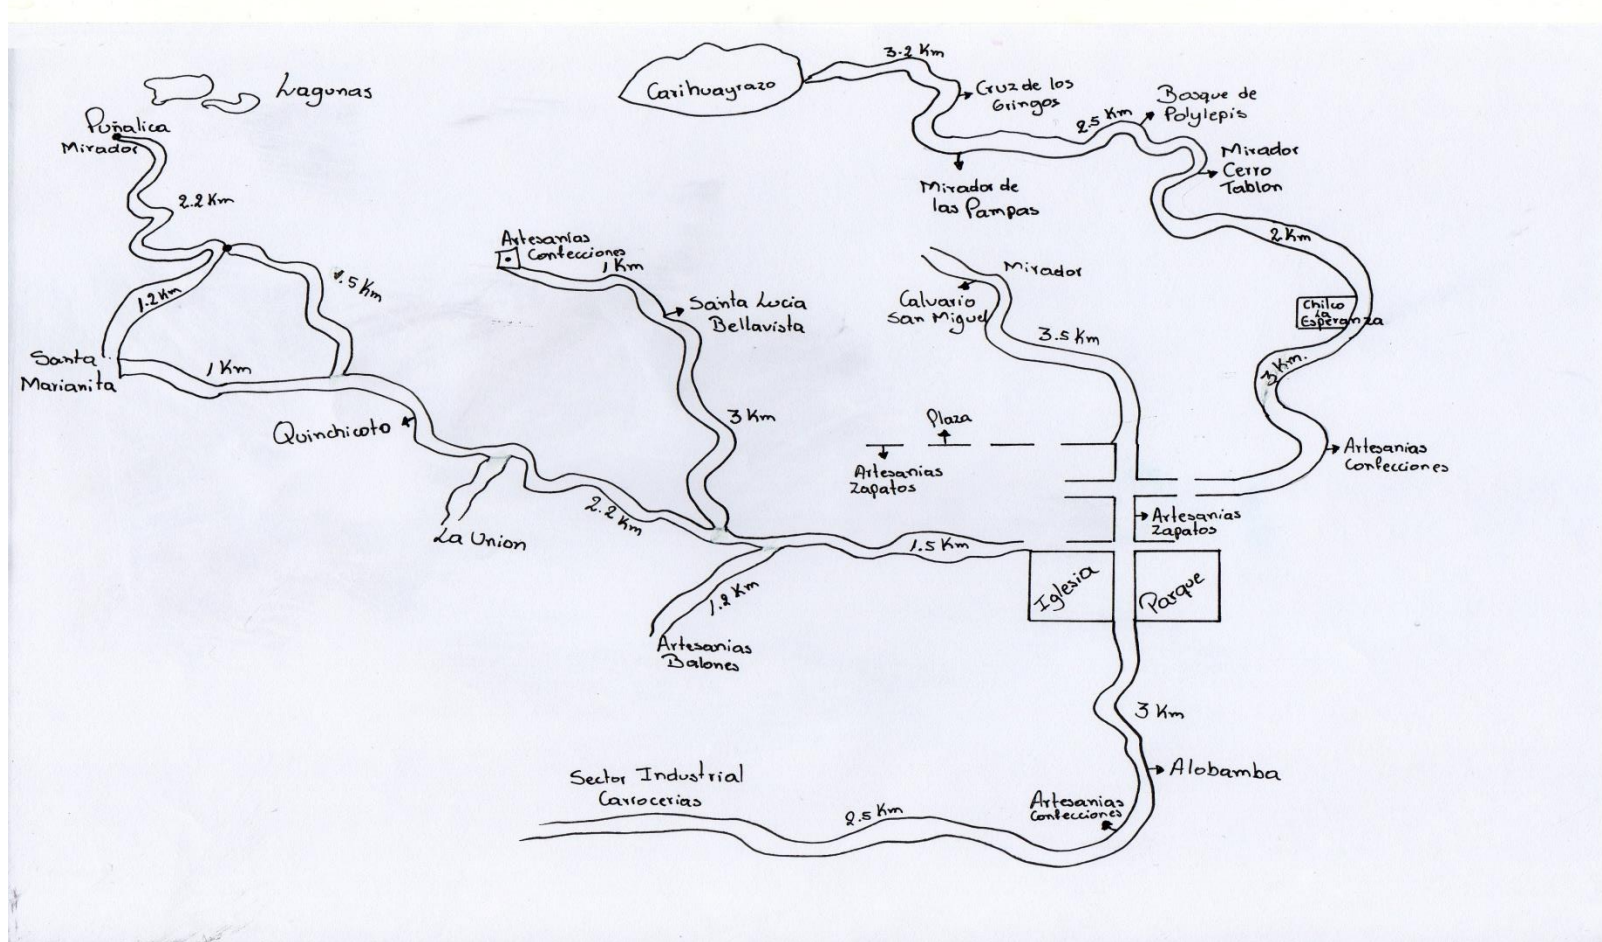 Lagunas
Puñalica
Mirador
2.2 Km
1.2 Km
.5 Km
Santa
Marianita
1 Km
Quinchicoto
La Union
2.2 Km
Artesanías
Confecciones
1 Km
Santa Lucia
Bellavista
3 Km
1.5 Km
1.2 Km
Artesanias
Balones
Carihuayrazo
3.2 Km
Cruz de los
Gringos
Mirador de
las Pampas
2.5 Km
Bosque de
Polylepis
Mirador
Cerro
Tablon
2 Km
Chilco
La
Esperanza
3 Km.
Artesanias
Confecciones
Mirador
Calvario
San Miguel
3.5 Km
Plaza
Artesanias
Zapatos
Artesanias
Zapatos
Iglesia
Parque
3 Km
Alobamba
Artesanias
Confecciones
2.5 Km
Sector Industrial
Carrocerias